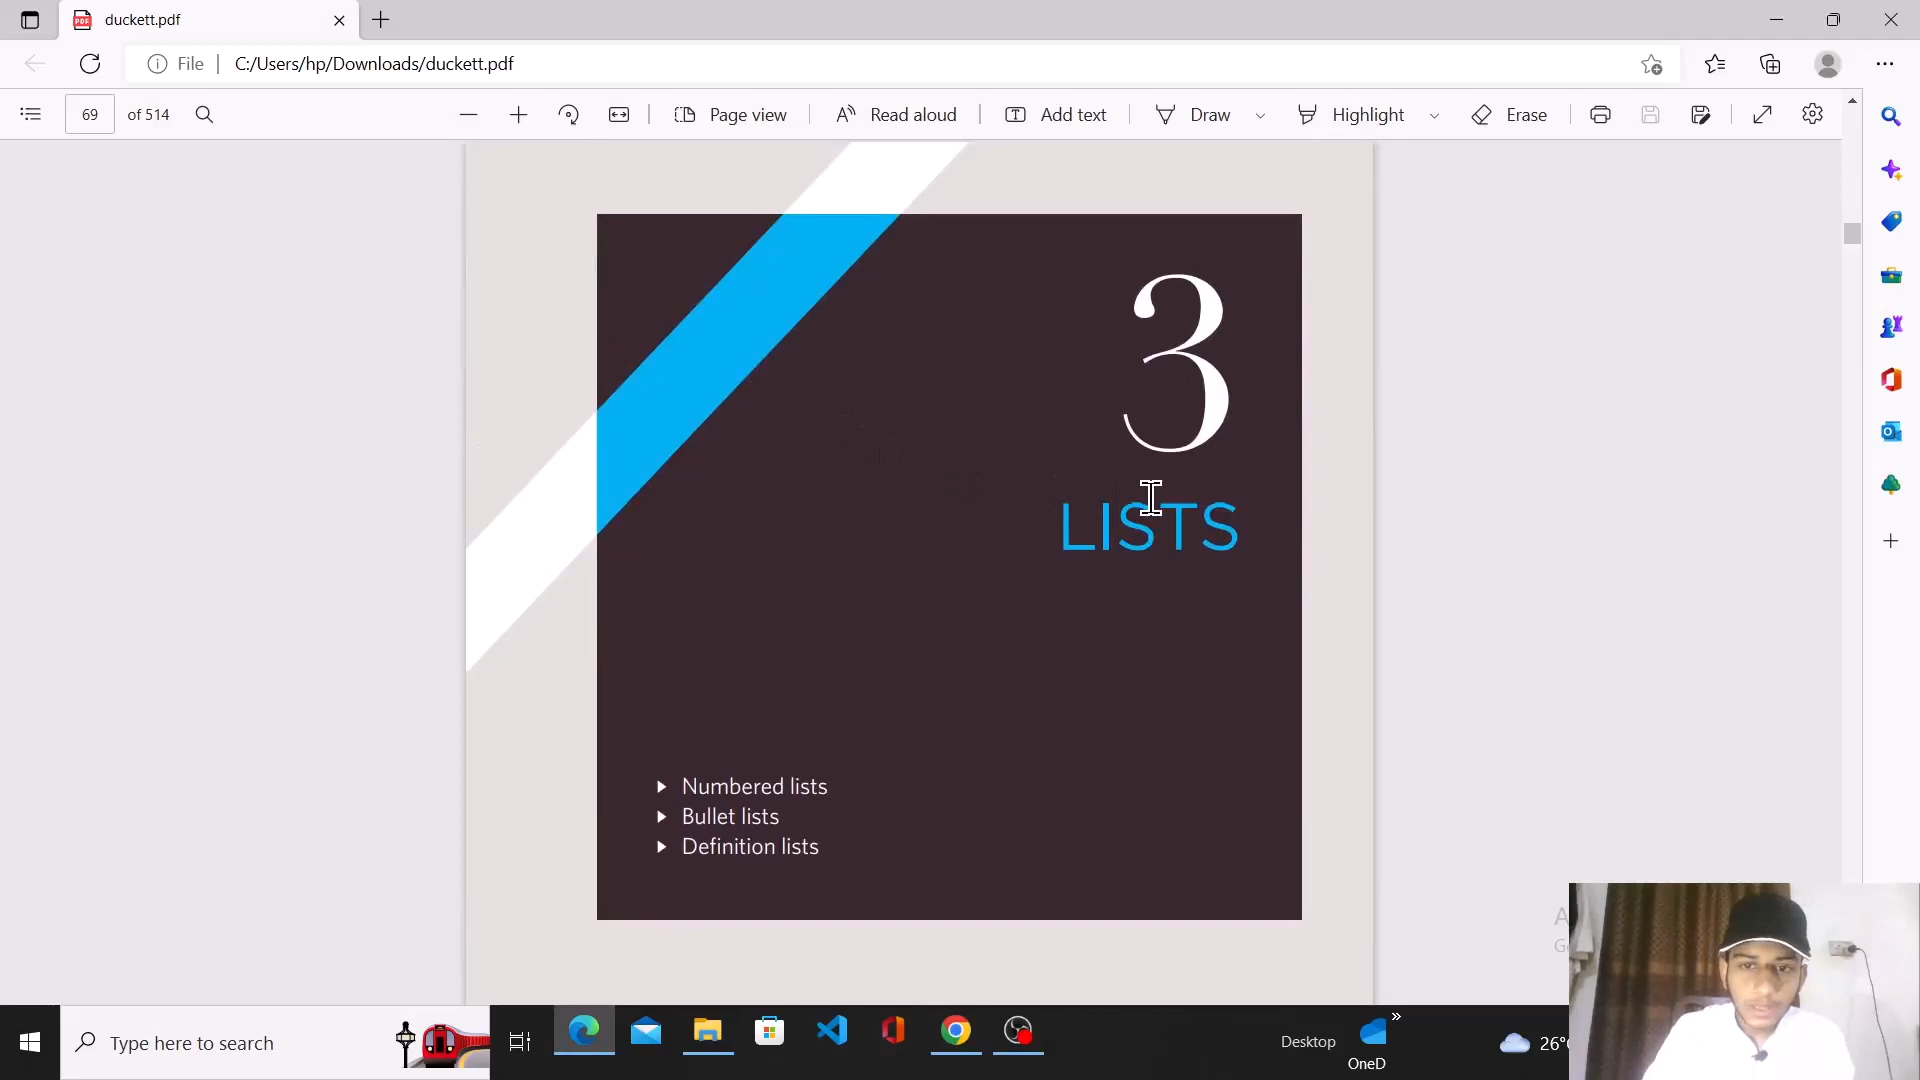 duckett.pdf
File
C:/Users/hp/Downloads/duckett.pdf
69 of 514
Page view
Read aloud
Add text
Draw
Highlight
Erase
3
LISTS
Numbered lists
Bullet lists
Definition lists
Type here to search
Desktop
OneD
26°